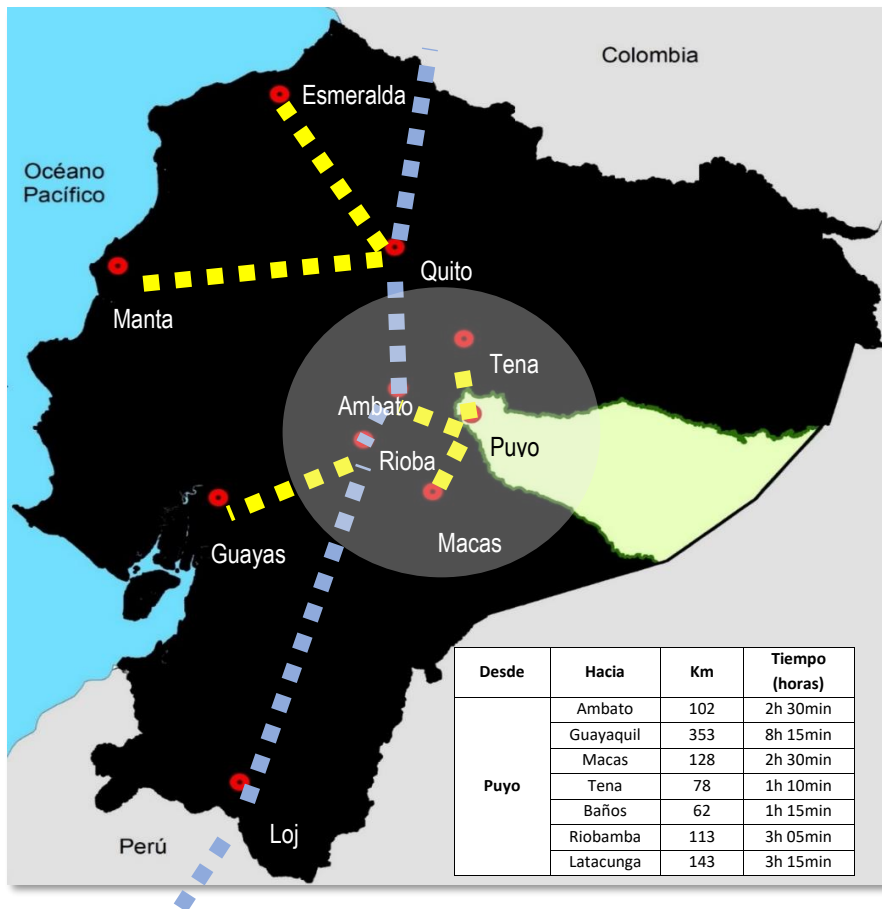 Colombia
Esmeralda
Océano
Pacífico
Quito
Manta
Tena
Ambato
Puyo
Rioba
Guayas
Macas
Loj
Perú
Desde Hacia Km Tiempo
(horas)
Puyo
Ambato 102 2h 30min
Guayaquil 353 8h 15min
Macas 128 2h 30min
Tena 78 1h 10min
Baños 62 1h 15min
Riobamba 113 3h 05min
Latacunga 143 3h 15min